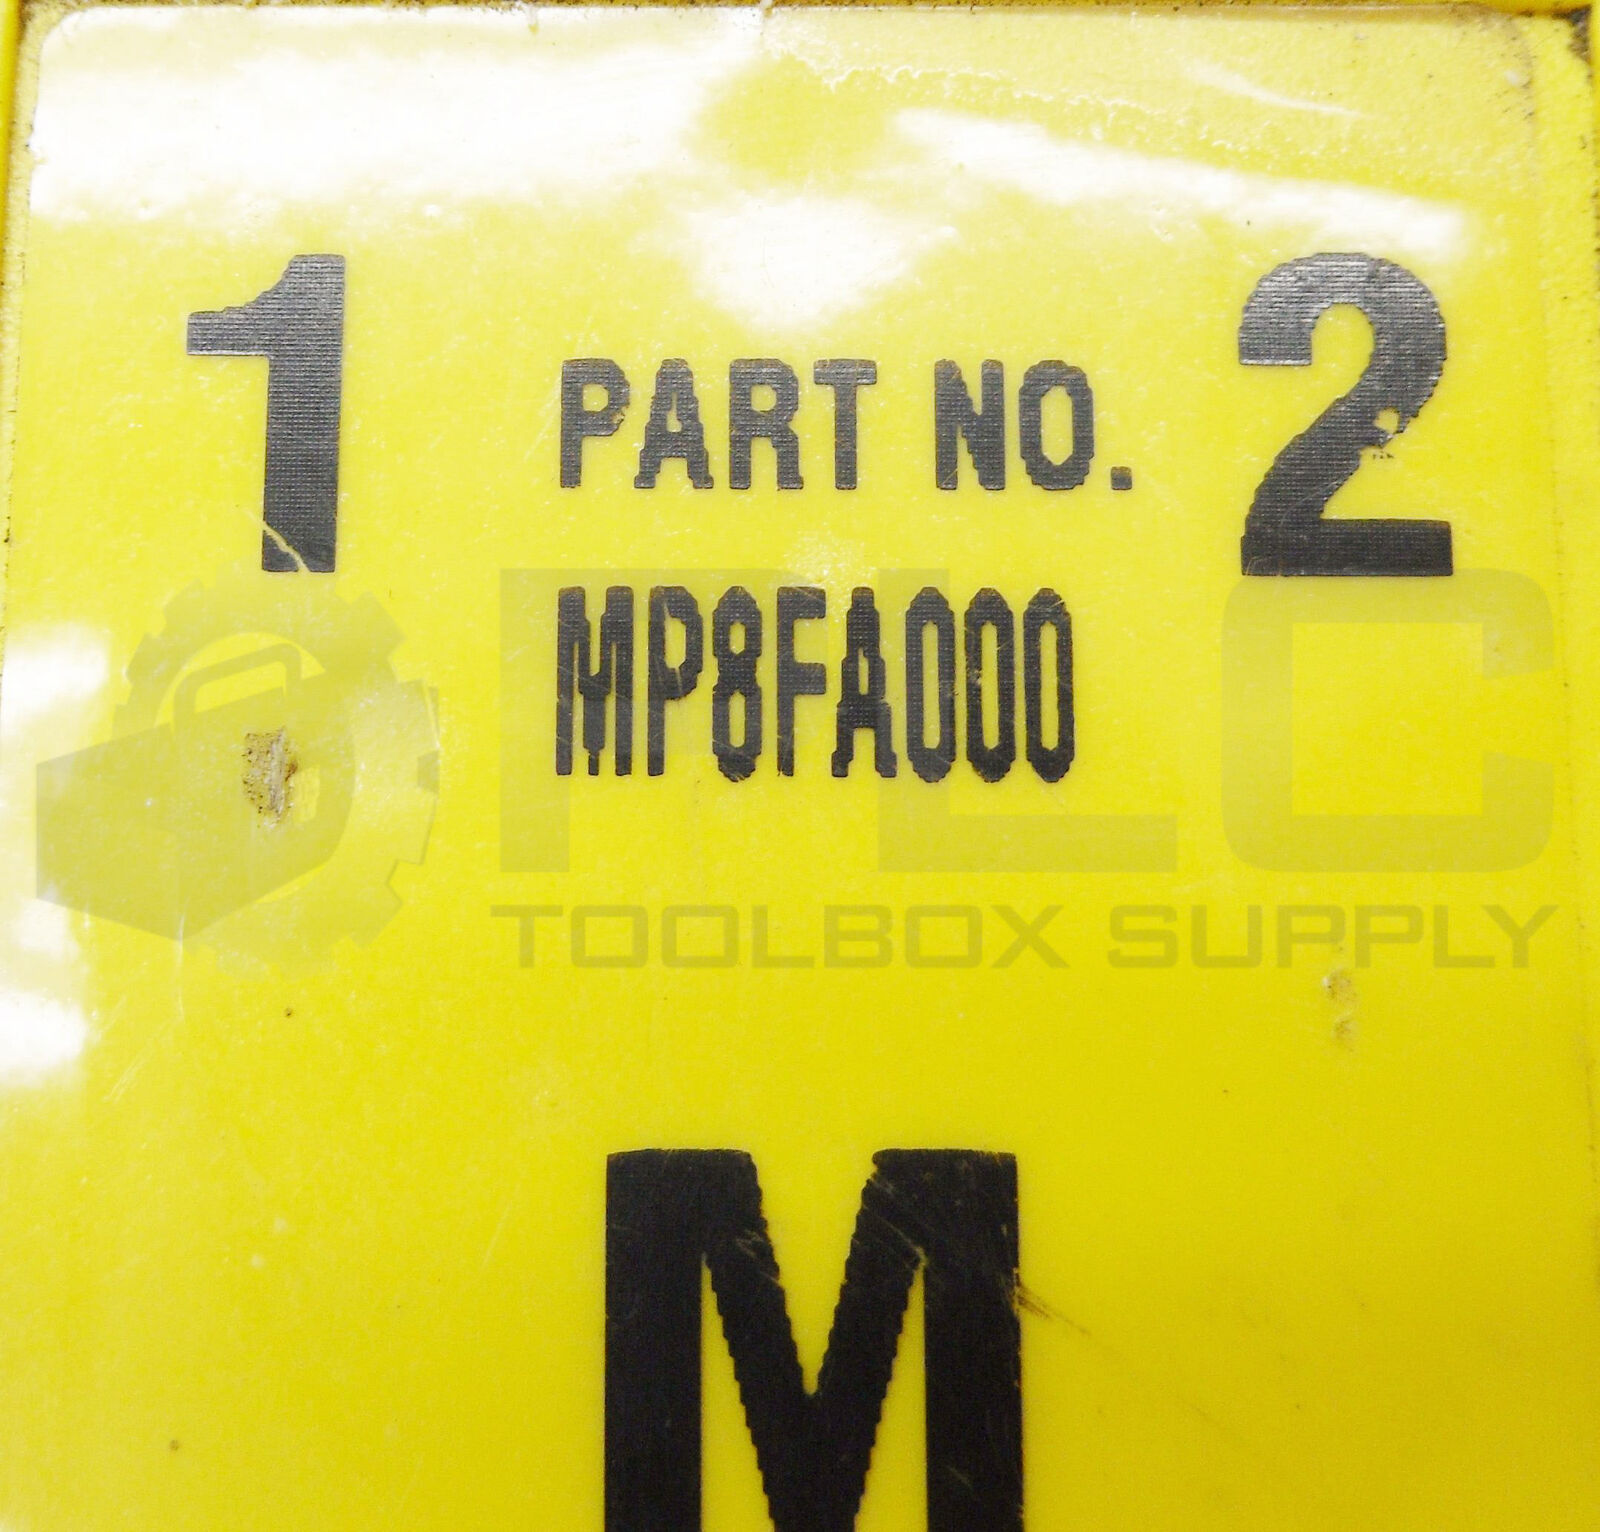 1 PART NO. 2
MP8FA000
PLC
TOOLBOX SUPPLY
M